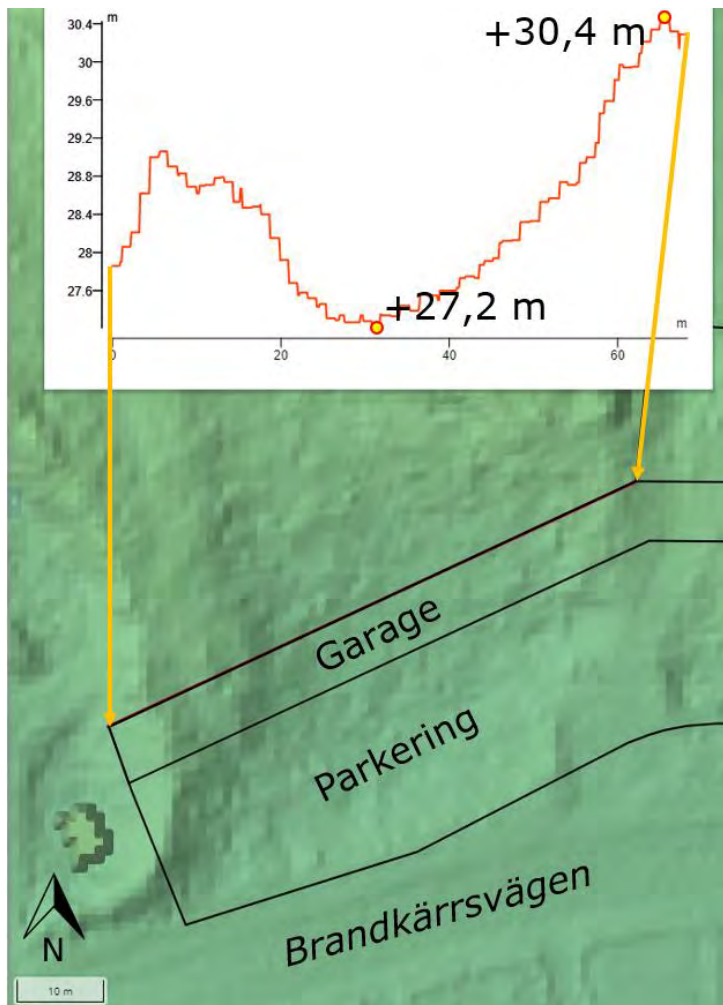 30.4
m
+30,4 m
30
29.6
29.2
28.8
28.4
28
27.6
+27,2 m
m
0
20
40
60
Garage
Parkering
Brandkärrsvägen
N
10 m